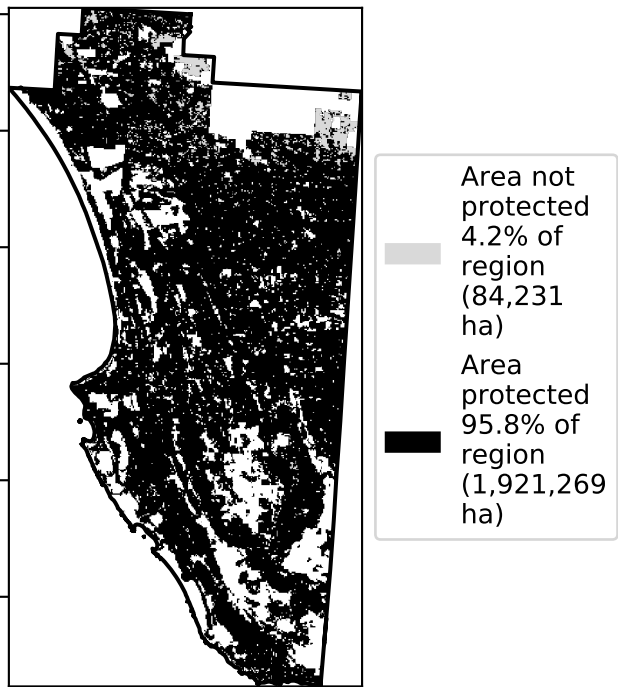 Area not
protected
4.2% of
region
(84,231
ha)
Area
protected
95.8% of
region
(1,921,269
ha)